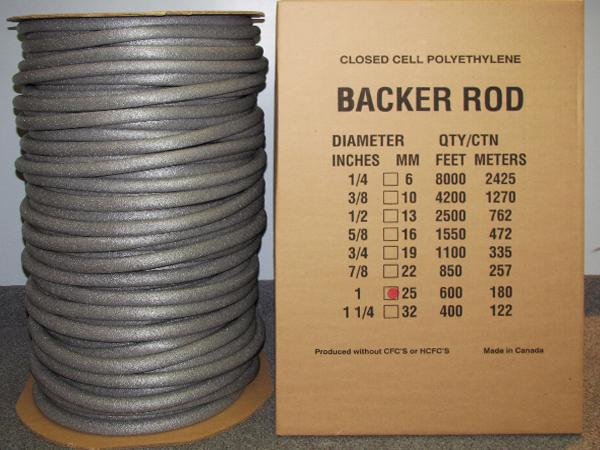 CLOSED CELL POLYETHYLENE
BACKER ROD
DIAMETER QTY/CTN
INCHES MM FEET METERS
1/4 6 8000 2425
3/8 10 4200 1270
1/2 13 2500 762
5/8 16 1550 472
3/4 19 1100 335
7/8 22 850 257
1 25 600 180
1 1/4 32 400 122
Produced without CFC'S or HCFC'S Made in Canada